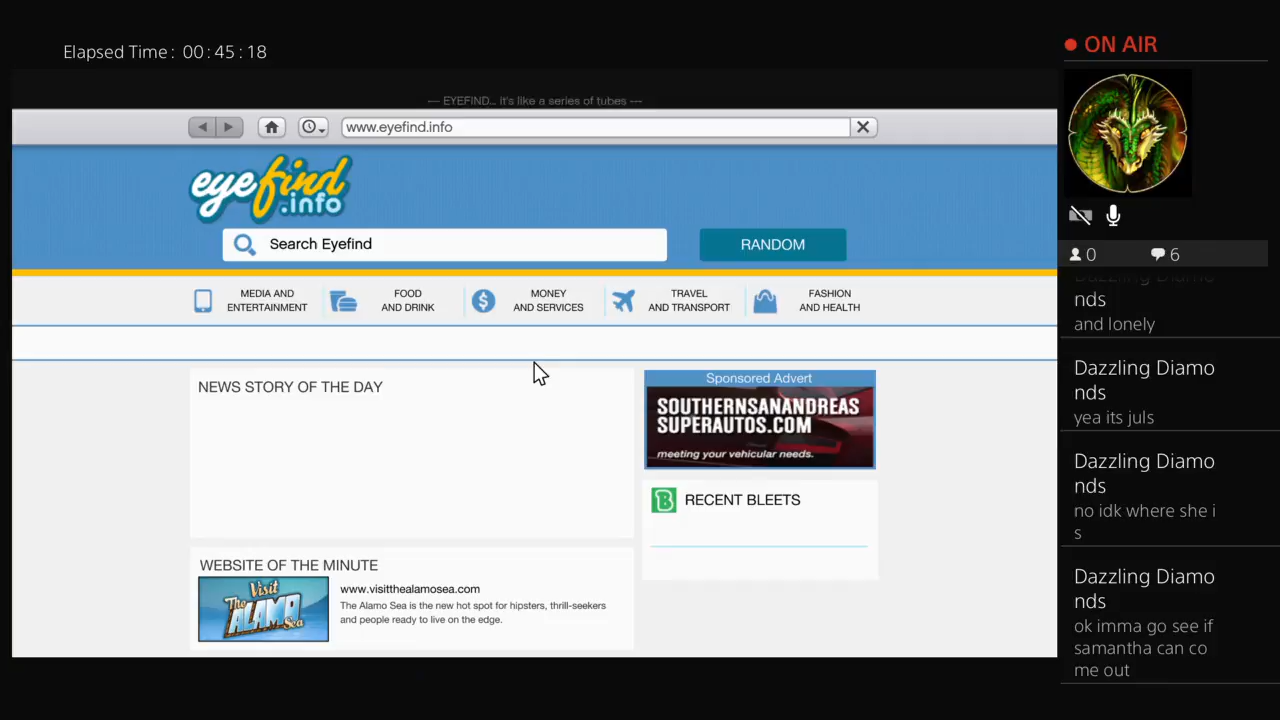 Elapsed Time: 00:45:18
ON AIR
--- EYEFIND... it's like a series of tubes ---
www.eyefind.info
eyefind
.info
Search Eyefind
RANDOM
MEDIA AND
ENTERTAINMENT
FOOD
AND DRINK
MONEY
AND SERVICES
TRAVEL
AND TRANSPORT
FASHION
AND HEALTH
NEWS STORY OF THE DAY
Sponsored Advert
SOUTHERNSANANDREAS
SUPERAUTOS.COM
meeting your vehicular needs.
B RECENT BLEETS
WEBSITE OF THE MINUTE
Visit
The ALAMO
Sea
www.visitthealamosea.com
The Alamo Sea is the new hot spot for hipsters, thrill-seekers
and people ready to live on the edge.
0
6
Dazzling Diamo
nds
and lonely
Dazzling Diamo
nds
yea its juls
Dazzling Diamo
nds
no idk where she i
s
Dazzling Diamo
nds
ok imma go see if
samantha can co
me out